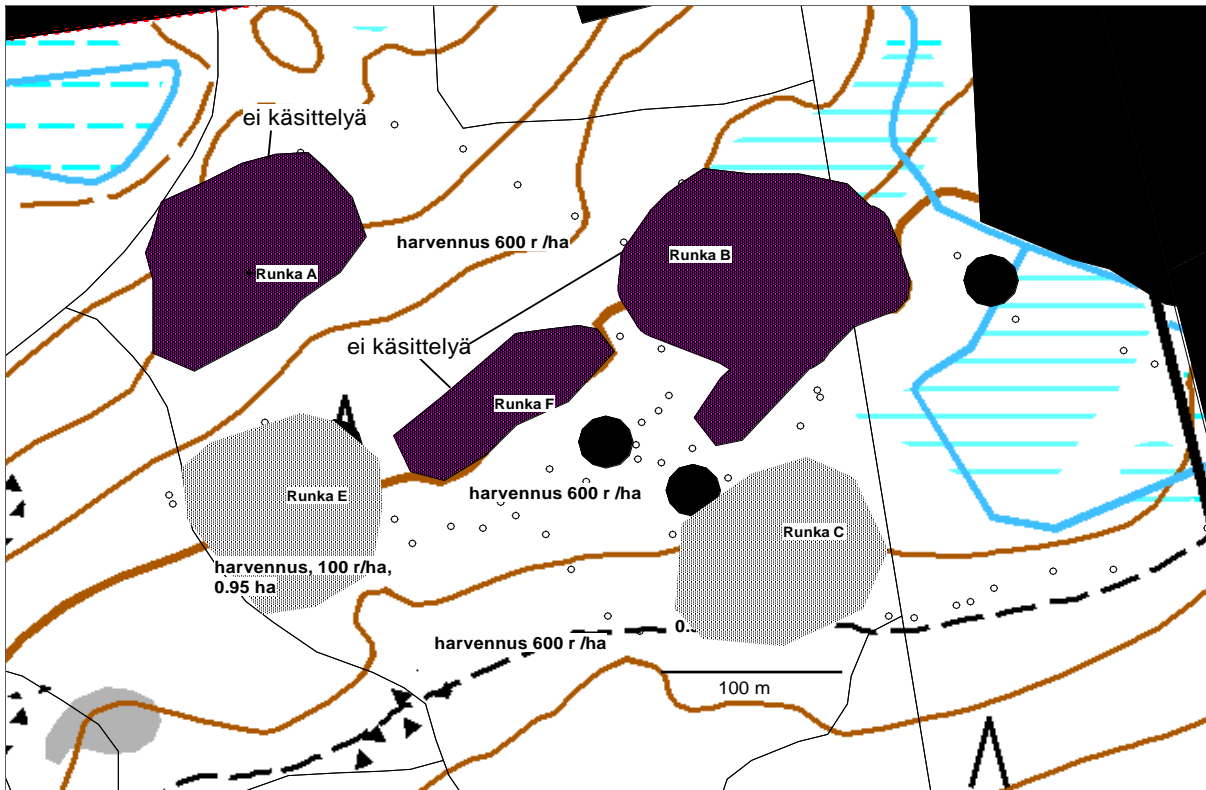 ei käsittelyä
harvennus 600 r /ha
Runka B
Runka A
ei käsittelyä
Runka F
Runka E
harvennus 600 r /ha
Runka C
harvennus, 100 r/ha,
0.95 ha
harvennus 600 r /ha
100 m